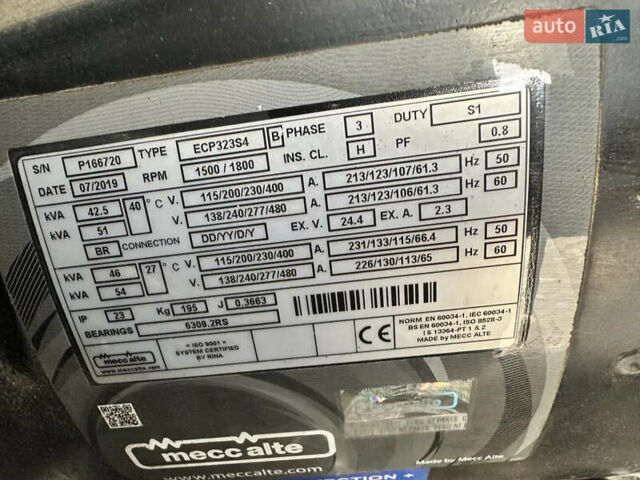 auto RIA.com
S/N P166720 TYPE ECP323S4 B PHASE 3 DUTY S1
DATE 07/2019 RPM 1500 / 1800 INS. CL. H PF 0.8
kVA 42.5 40 ° C V. 115/200/230/400 A. 213/123/107/61.3 Hz 50
kVA 51 V. 138/240/277/480 A. 213/123/106/61.3 Hz 60
BR CONNECTION DD/YY/D/Y EX. V. 24.4 EX. A. 2.3
kVA 46 27 ° C V. 115/200/230/400 A. 231/133/115/66.4 Hz 50
kVA 54 V. 138/240/277/480 A. 226/130/113/65 Hz 60
IP 23 Kg 195 J 0.3663
BEARINGS 6309.2RS
mecc alte
= ISO 9001 =
SYSTEM CERTIFIED
BY RINA
CE
NORM EN 60034-1, IEC 60034-1
BS EN 60034-1, ISO 8528-3
I S 13364-PT 1 & 2
MADE by MECC ALTE
mecc alte
www.meccalte.com
Made by Mecc Alte